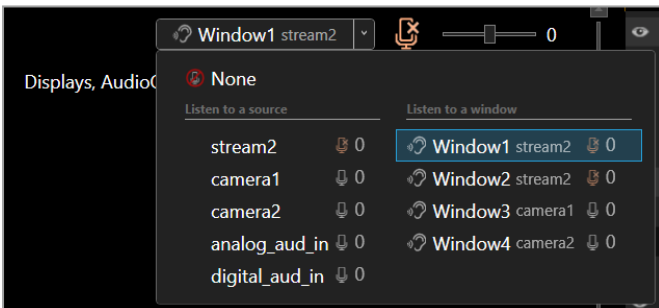 Window1 stream2
0
Displays, Audio
None
Listen to a source
stream2 0
camera1 0
camera2 0
analog_aud_in 0
digital_aud_in 0
Listen to a window
Window1 stream2 0
Window2 stream2 0
Window3 camera1 0
Window4 camera2 0